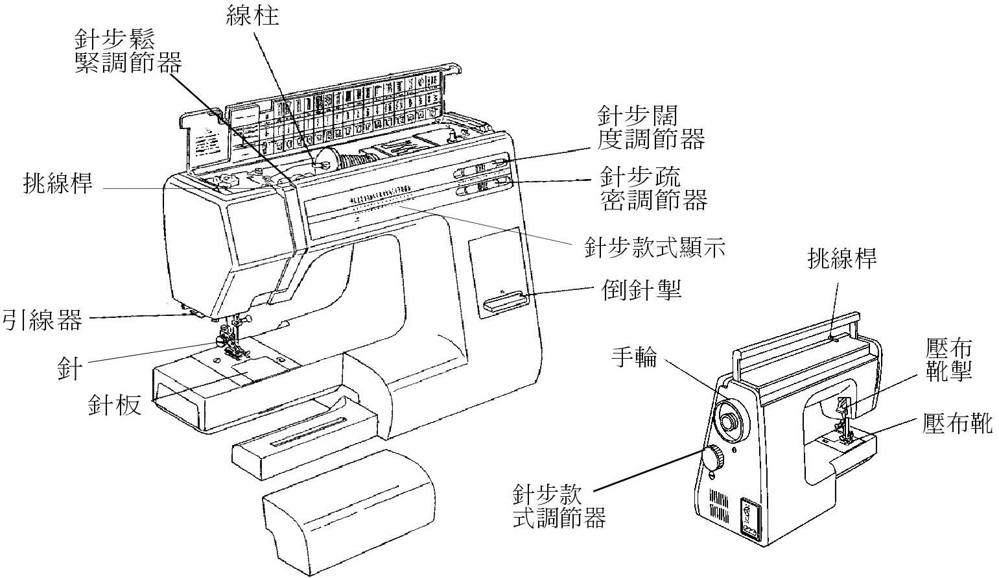 線柱
針步鬆
緊調節器
針步闊
度調節器
挑線桿
針步疏
密調節器
針步款式顯示
挑線桿
倒針掣
引線器
手輪
壓布
靴掣
針
針板
壓布靴
針步款
式調節器